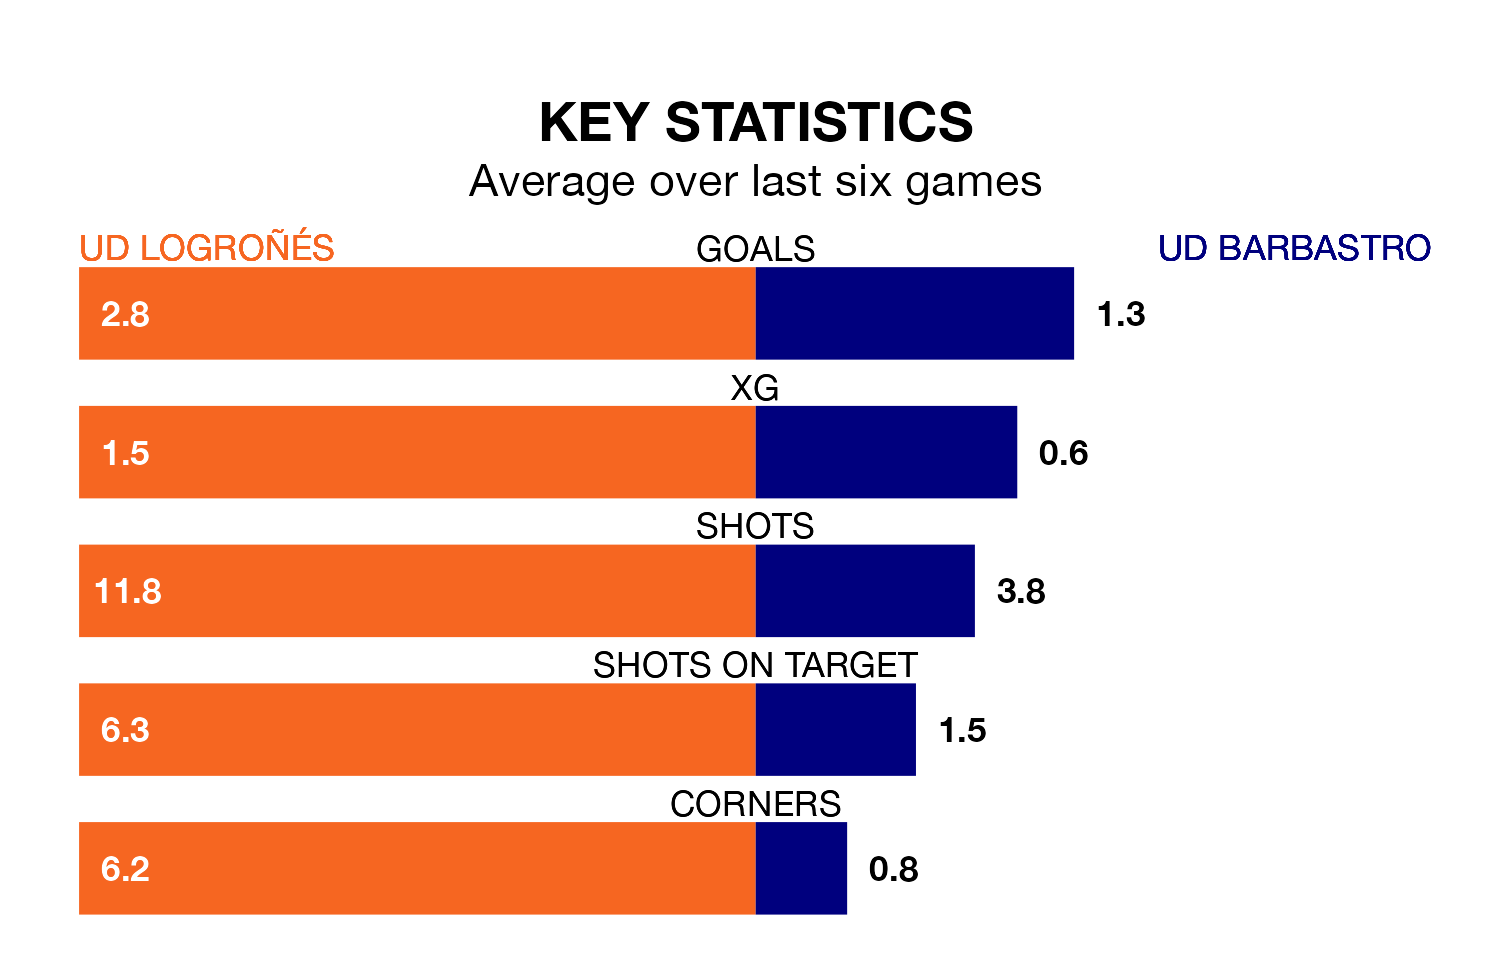 KEY STATISTICS
Average over last six games
UD LOGROÑÉS GOALS UD BARBASTRO
2.8 1.3
XG
1.5 0.6
SHOTS
11.8 3.8
SHOTS ON TARGET
6.3 1.5
CORNERS
6.2 0.8